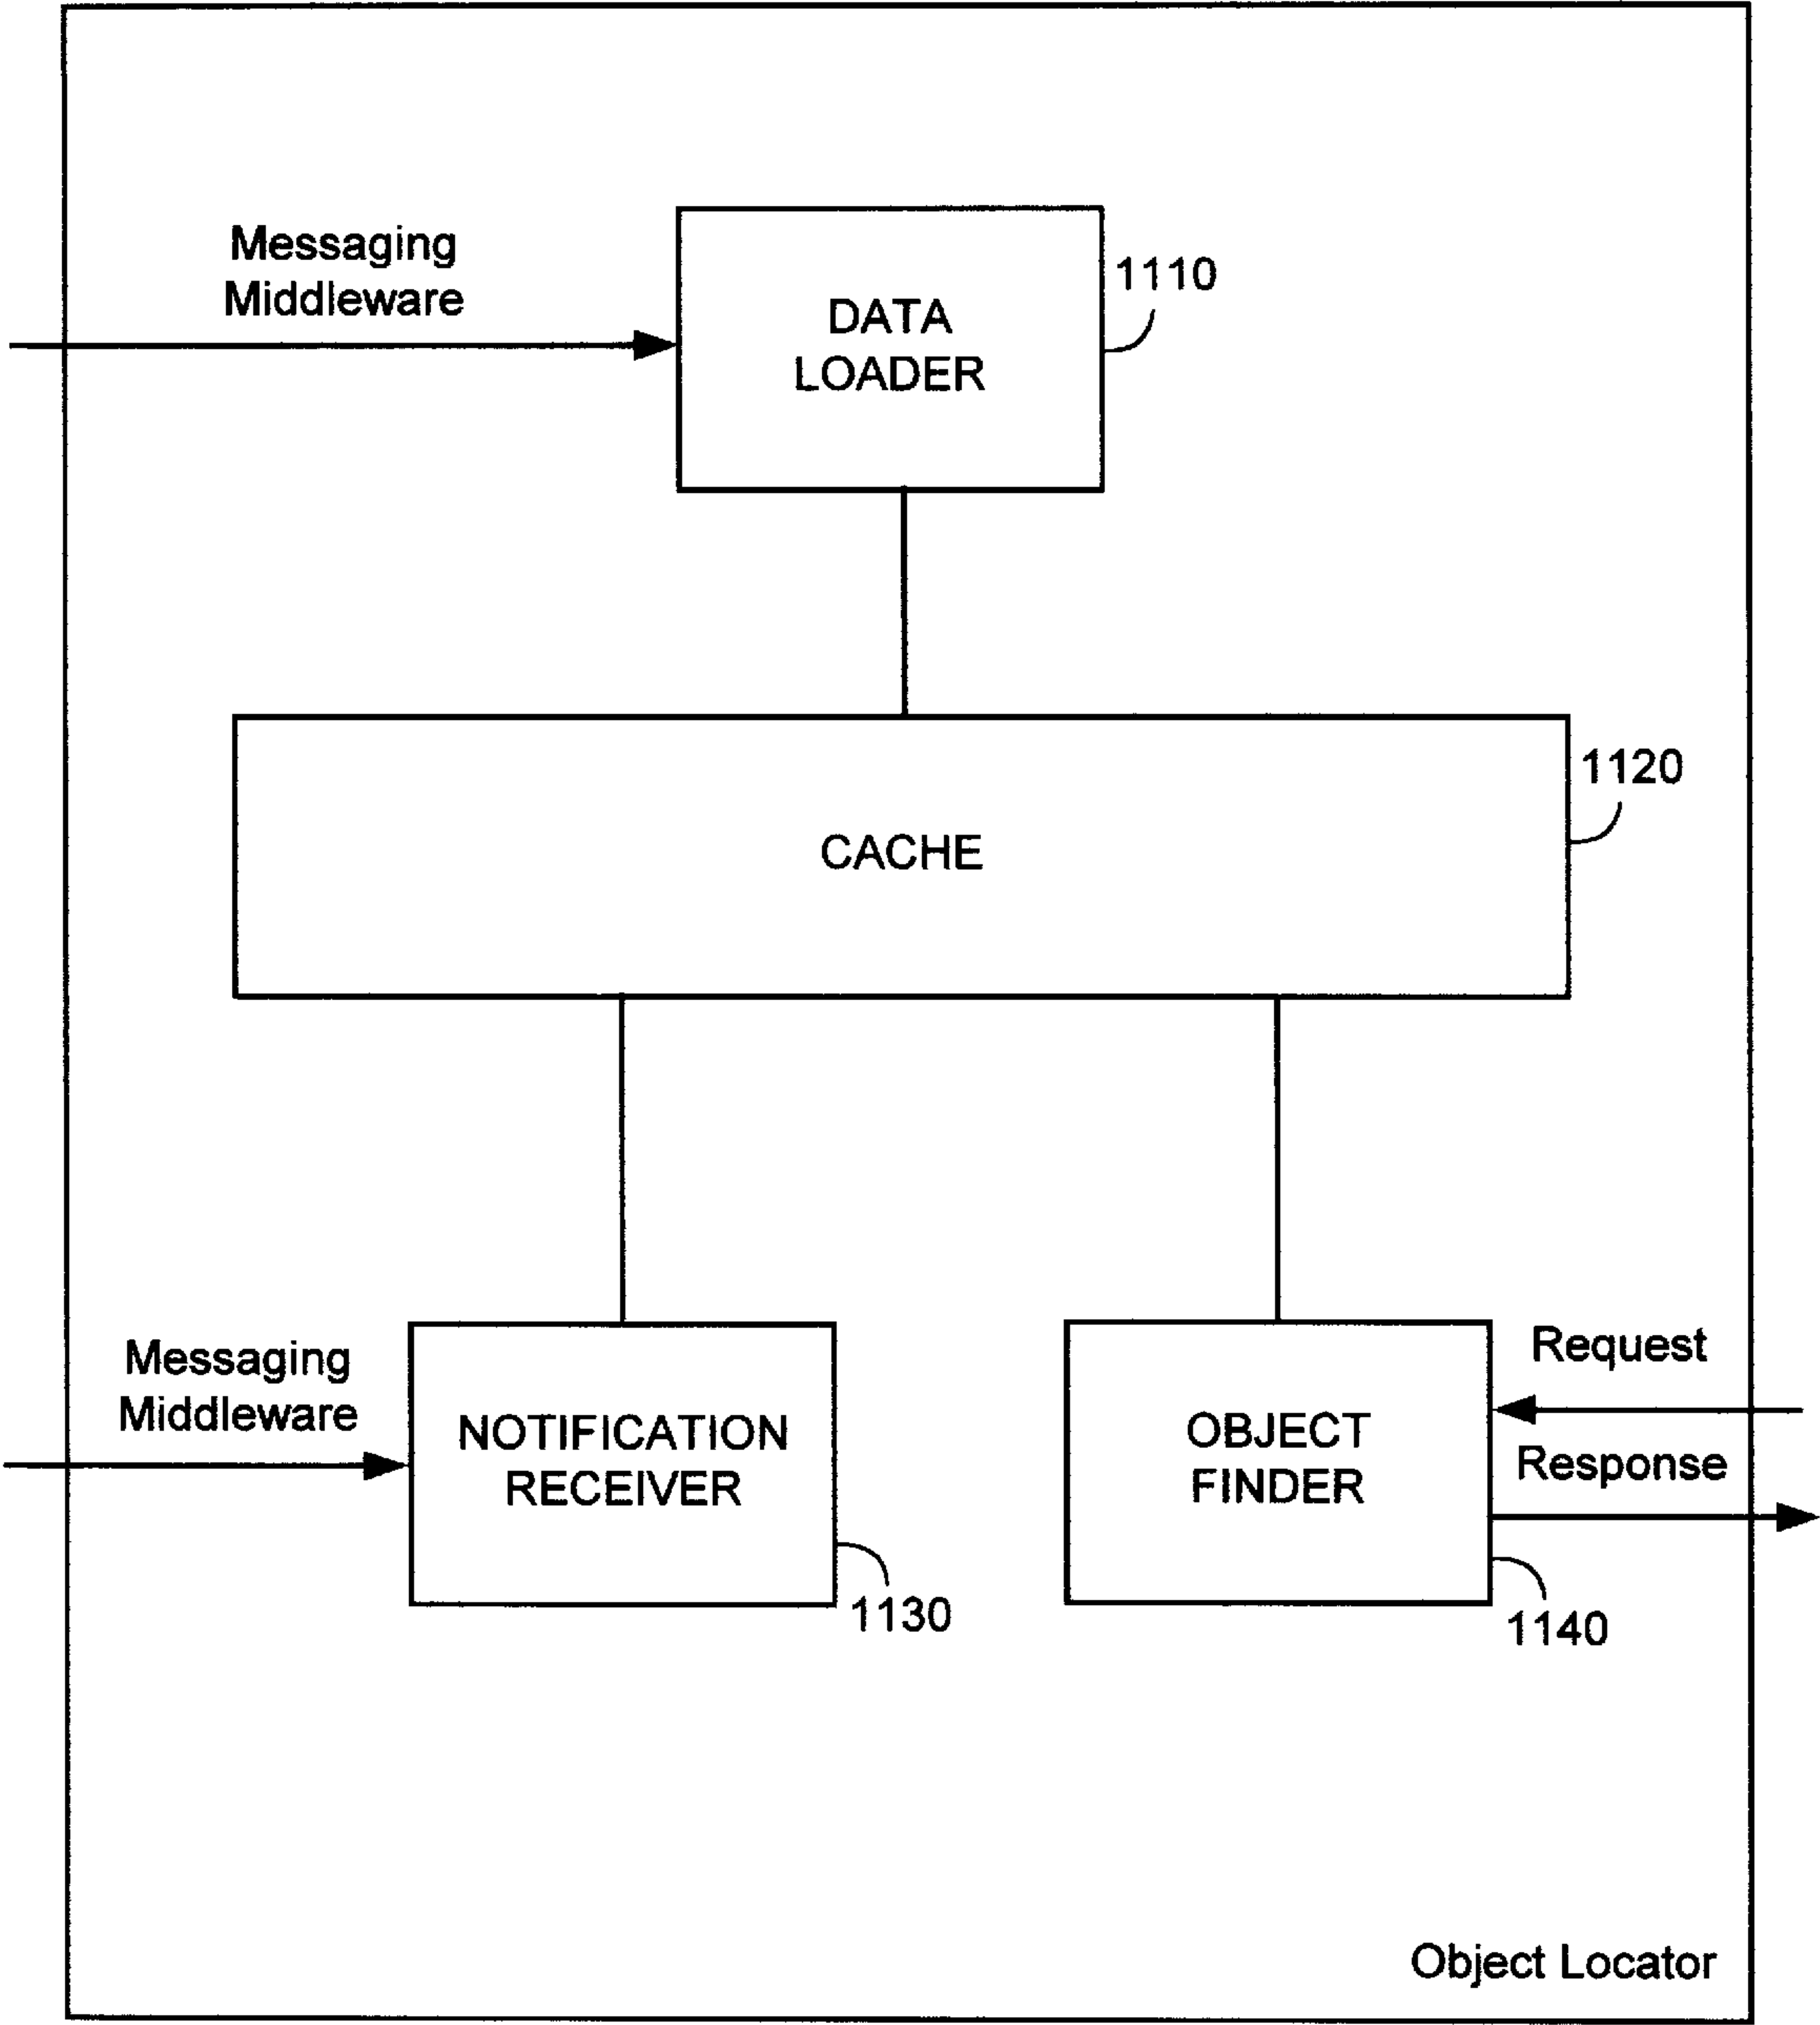 Messaging
Middleware
DATA
LOADER
1110
CACHE
1120
Messaging
Middleware
NOTIFICATION
RECEIVER
1130
OBJECT
FINDER
Request
Response
1140
Object Locator